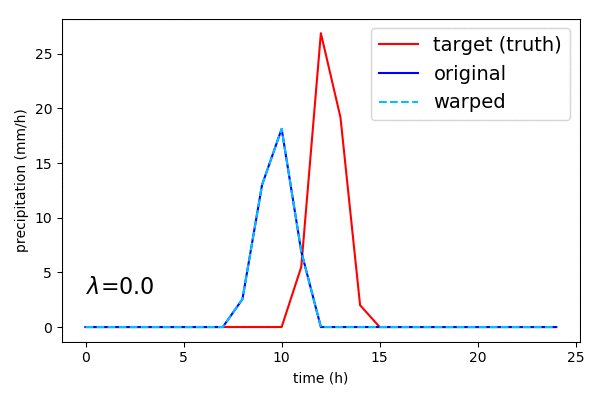 target (truth)
original
warped
λ=0.0
precipitation (mm/h)
25
20
15
10
5
0
0 5 10 15 20 25
time (h)